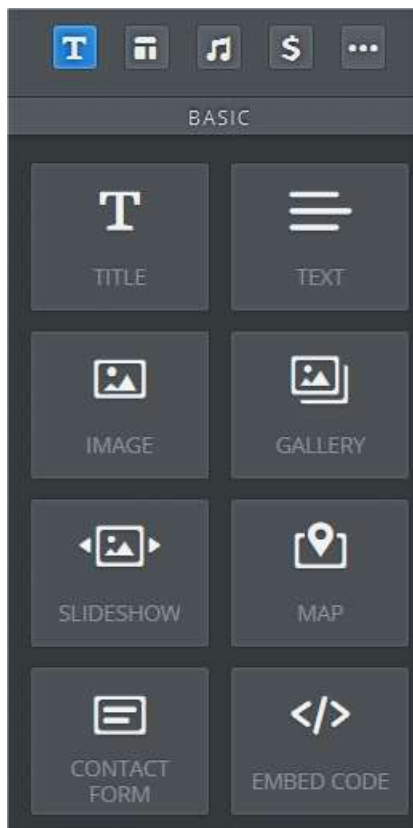 T
$
BASIC
T
TITLE
TEXT
IMAGE
GALLERY
SLIDESHOW
MAP
CONTACT
FORM
</>
EMBED CODE